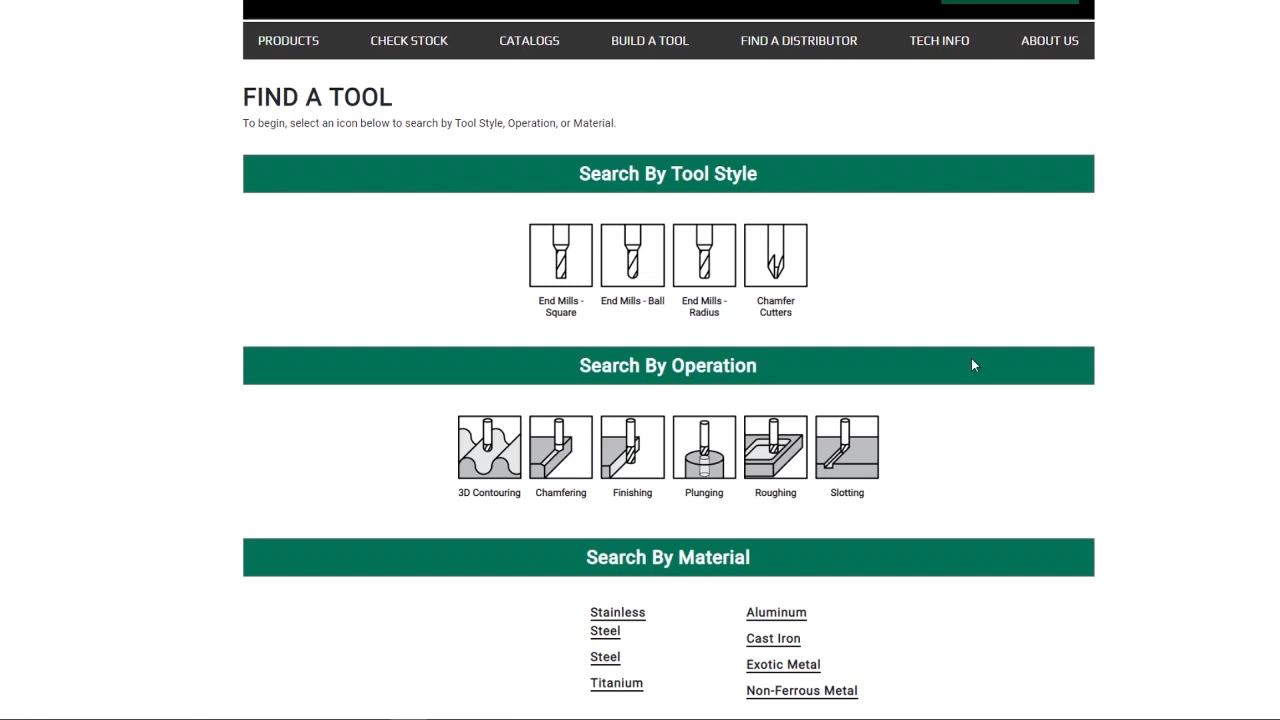 PRODUCTS CHECK STOCK CATALOGS BUILD A TOOL FIND A DISTRIBUTOR TECH INFO ABOUT US
FIND A TOOL
To begin, select an icon below to search by Tool Style, Operation, or Material.
Search By Tool Style
End Mills - Square
End Mills - Ball
End Mills - Radius
Chamfer Cutters
Search By Operation
3D Contouring Chamfering Finishing Plunging Roughing Slotting
Search By Material
Stainless
Steel
Steel
Titanium
Aluminum
Cast Iron
Exotic Metal
Non-Ferrous Metal